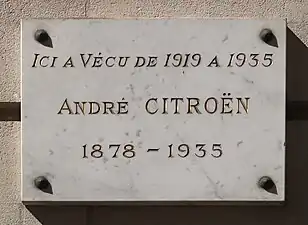 ICI A VÉCU DE 1919 A 1935
ANDRÉ CITROËN
1878 – 1935